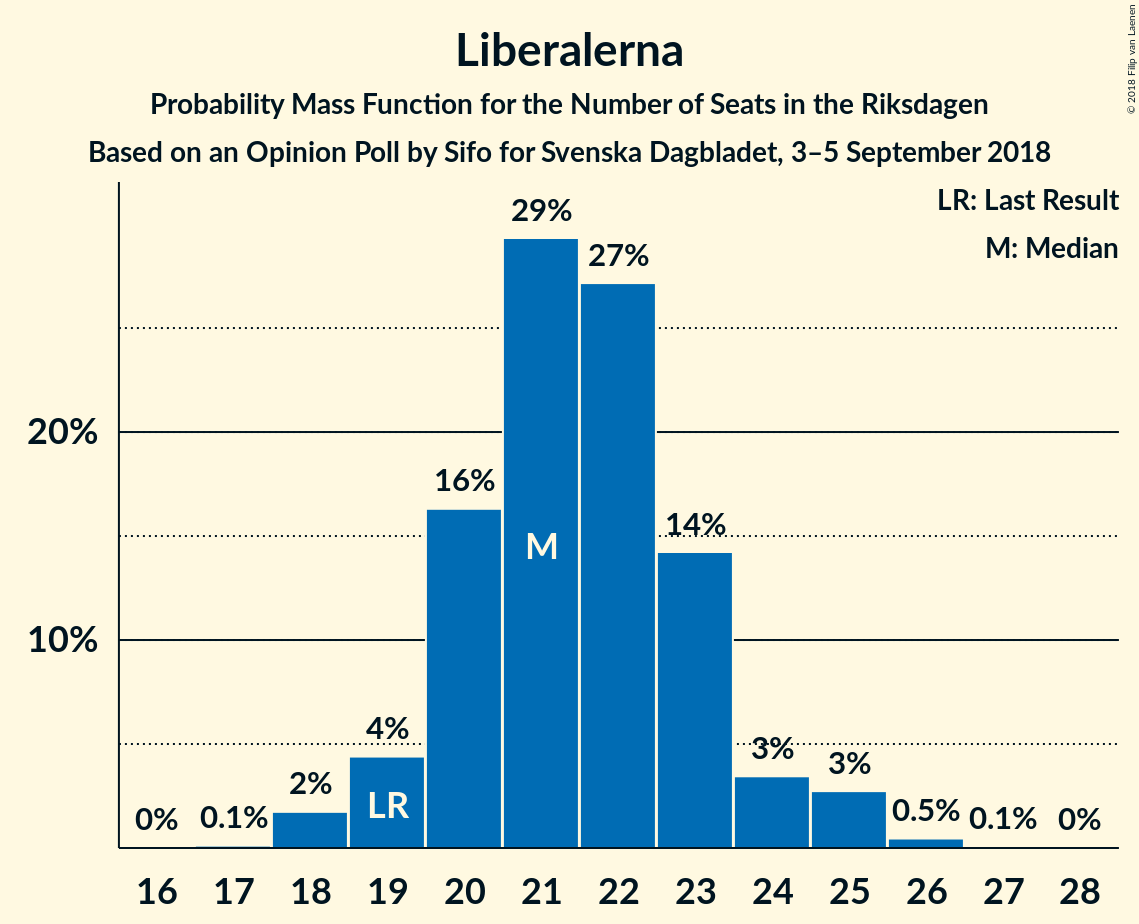 Liberalerna
Probability Mass Function for the Number of Seats in the Riksdagen
Based on an Opinion Poll by Sifo for Svenska Dagbladet, 3–5 September 2018
© 2018 Filip van Laenen
LR: Last Result
M: Median
20%
10%
0%
0.1%
2%
4%
16%
29%
27%
14%
3%
3%
0.5%
0.1%
0%
LR
M
16 17 18 19 20 21 22 23 24 25 26 27 28